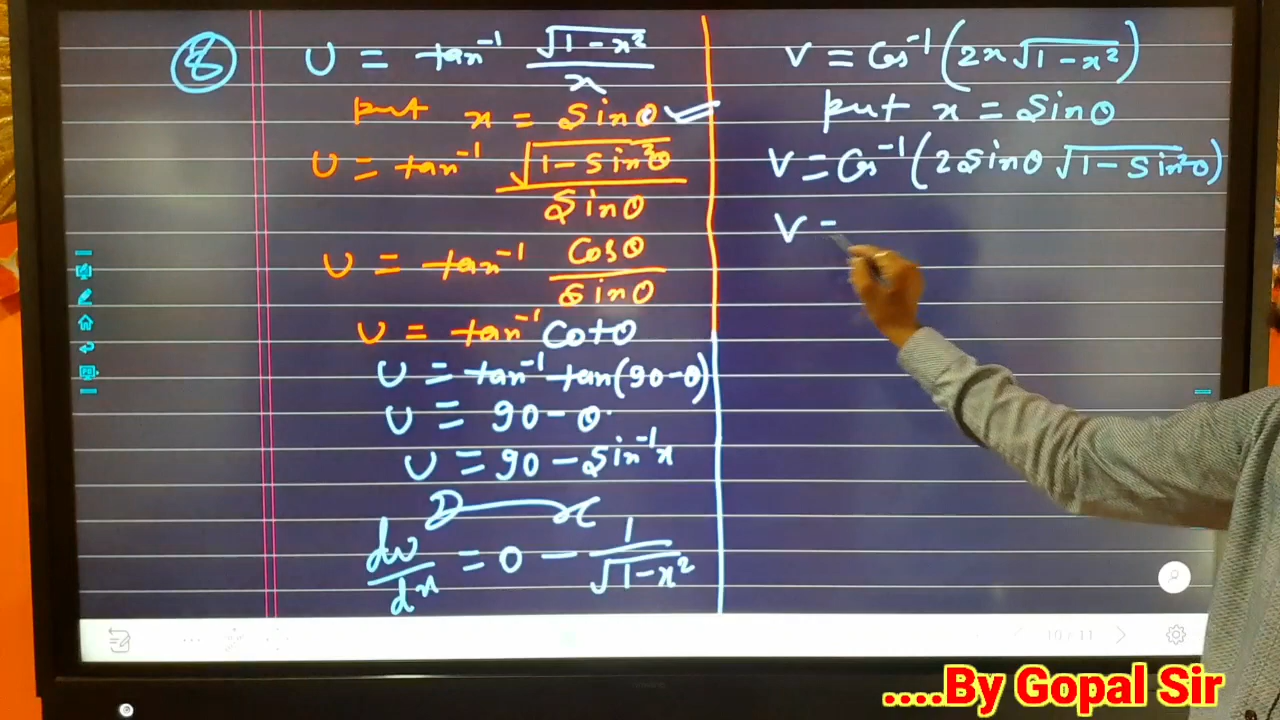 8
U = tan⁻¹ √(1-x²)/x
put x = Sinθ
U = tan⁻¹ √(1-Sin²θ)/Sinθ
U = tan⁻¹ Cosθ/Sinθ
U = tan⁻¹ Cotθ
U = tan⁻¹ tan(90-θ)
U = 90-θ
U = 90-Sin⁻¹x
D x
du/dx = 0 - 1/√(1-x²)
V = Cos⁻¹(2x√(1-x²))
put x = Sinθ
V = Cos⁻¹(2Sinθ √(1-Sin²θ))
V =
10/11
....By Gopal Sir